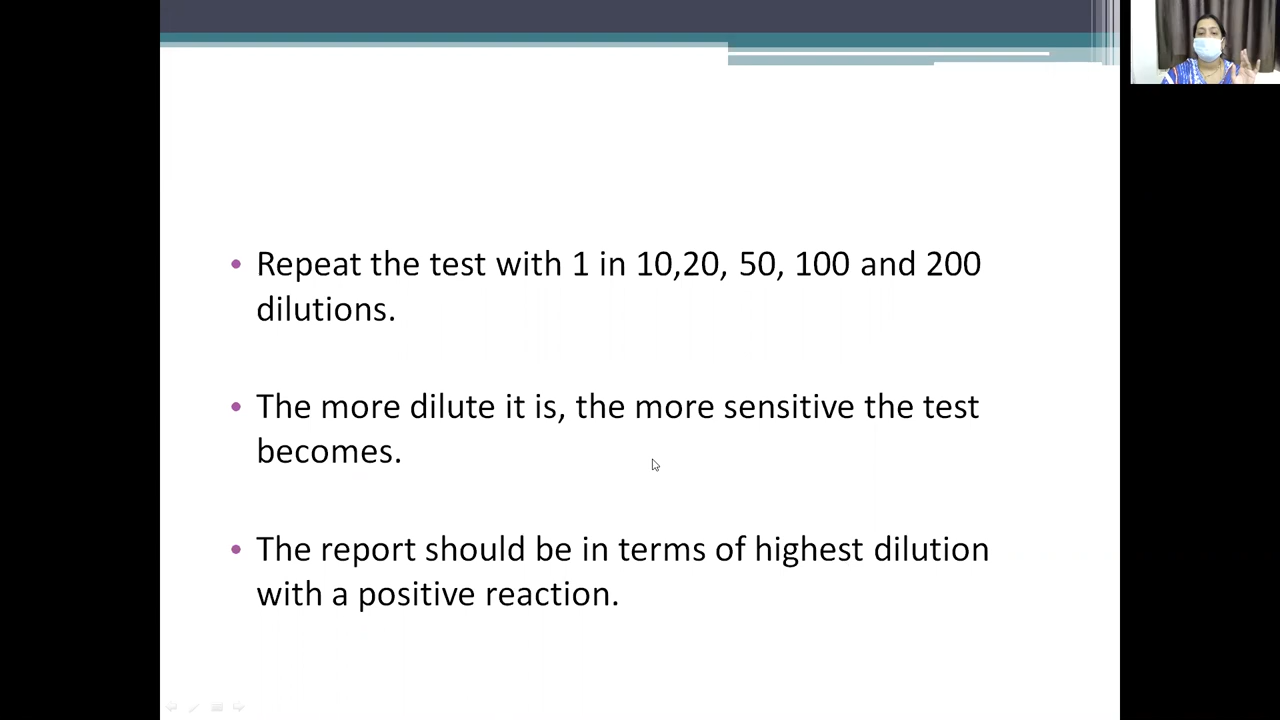 • Repeat the test with 1 in 10,20, 50, 100 and 200
dilutions.
• The more dilute it is, the more sensitive the test
becomes.
• The report should be in terms of highest dilution
with a positive reaction.